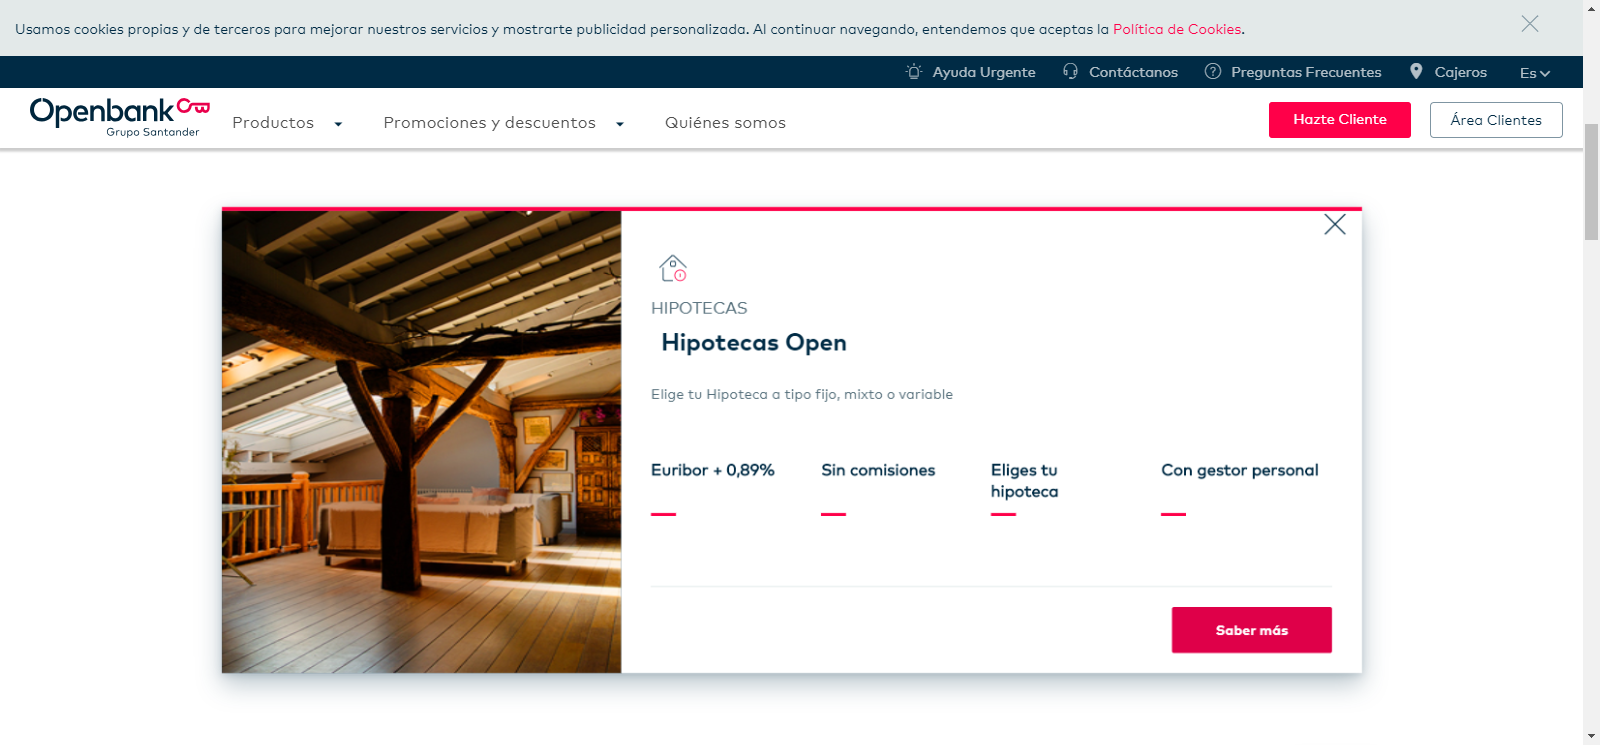 Usamos cookies propias y de terceros para mejorar nuestros servicios y mostrarte publicidad personalizada. Al continuar navegando, entendemos que aceptas la Política de Cookies.
Ayuda Urgente Contáctanos Preguntas Frecuentes Cajeros Es
Openbank
Grupo Santander
Productos Promociones y descuentos Quiénes somos Hazte Cliente Área Clientes
HIPOTECAS
Hipotecas Open
Elige tu Hipoteca a tipo fijo, mixto o variable
Euribor + 0,89%
Sin comisiones
Eliges tu
hipoteca
Con gestor personal
Saber más